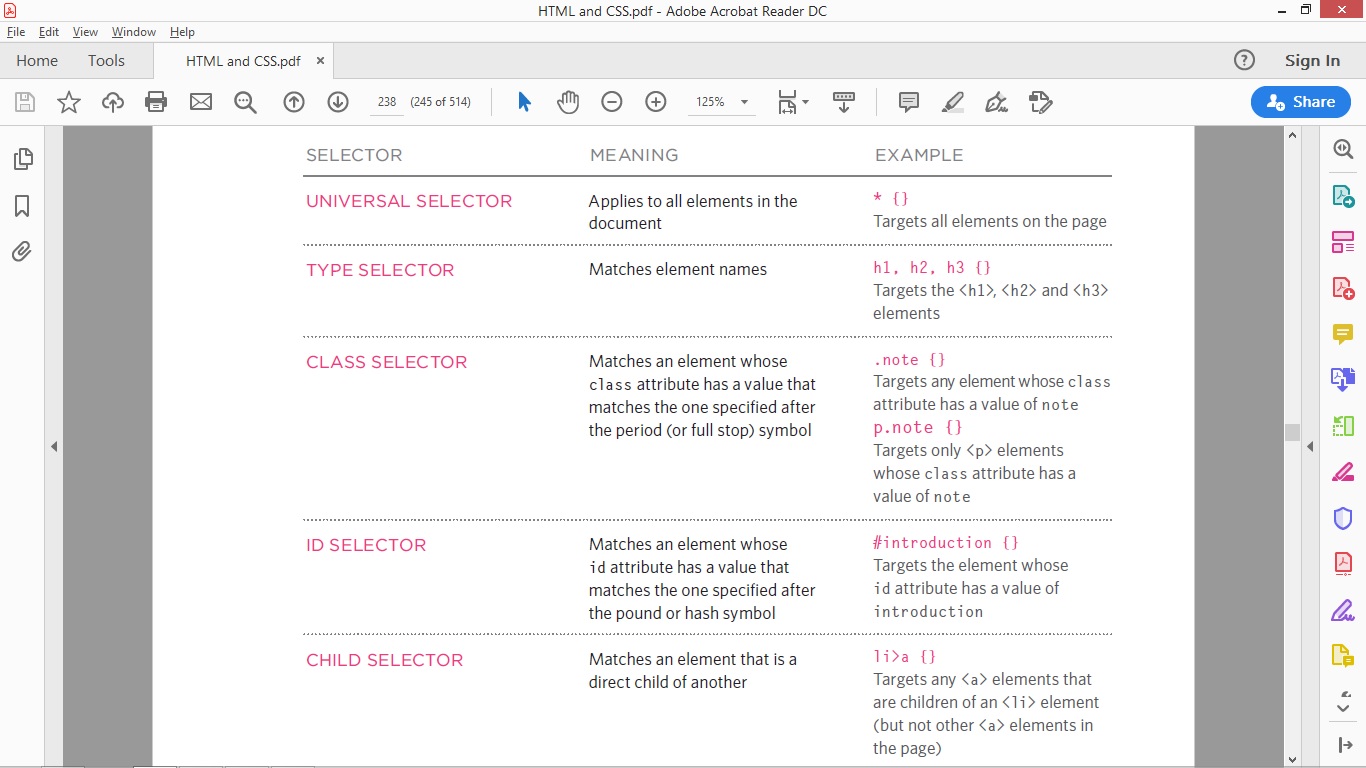 HTML and CSS.pdf - Adobe Acrobat Reader DC
File Edit View Window Help
Home Tools HTML and CSS.pdf × Sign In
238 (245 of 514) 125% Share
SELECTOR MEANING EXAMPLE
UNIVERSAL SELECTOR
Applies to all elements in the
document
* {}
Targets all elements on the page
TYPE SELECTOR
Matches element names
h1, h2, h3 {}
Targets the <h1>, <h2> and <h3>
elements
CLASS SELECTOR
Matches an element whose
class attribute has a value that
matches the one specified after
the period (or full stop) symbol
.note {}
Targets any element whose class
attribute has a value of note
p.note {}
Targets only <p> elements
whose class attribute has a
value of note
ID SELECTOR
Matches an element whose
id attribute has a value that
matches the one specified after
the pound or hash symbol
#introduction {}
Targets the element whose
id attribute has a value of
introduction
CHILD SELECTOR
Matches an element that is a
direct child of another
li>a {}
Targets any <a> elements that
are children of an <li> element
(but not other <a> elements in
the page)